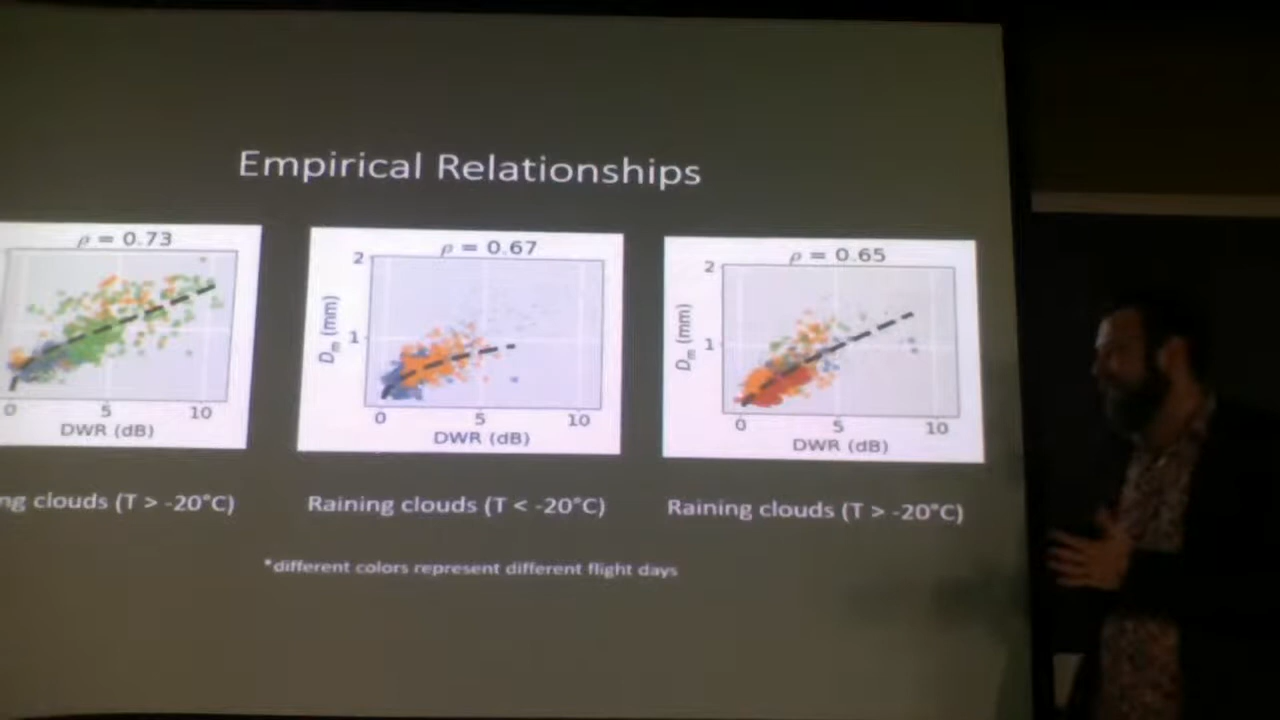 Empirical Relationships
ρ = 0.73
0 5 10
DWR (dB)
ρ = 0.67
2
1
Dm (mm)
0 5 10
DWR (dB)
ρ = 0.65
2
1
Dm (mm)
0 5 10
DWR (dB)
ng clouds (T > -20°C)
Raining clouds (T < -20°C)
Raining clouds (T > -20°C)
*different colors represent different flight days